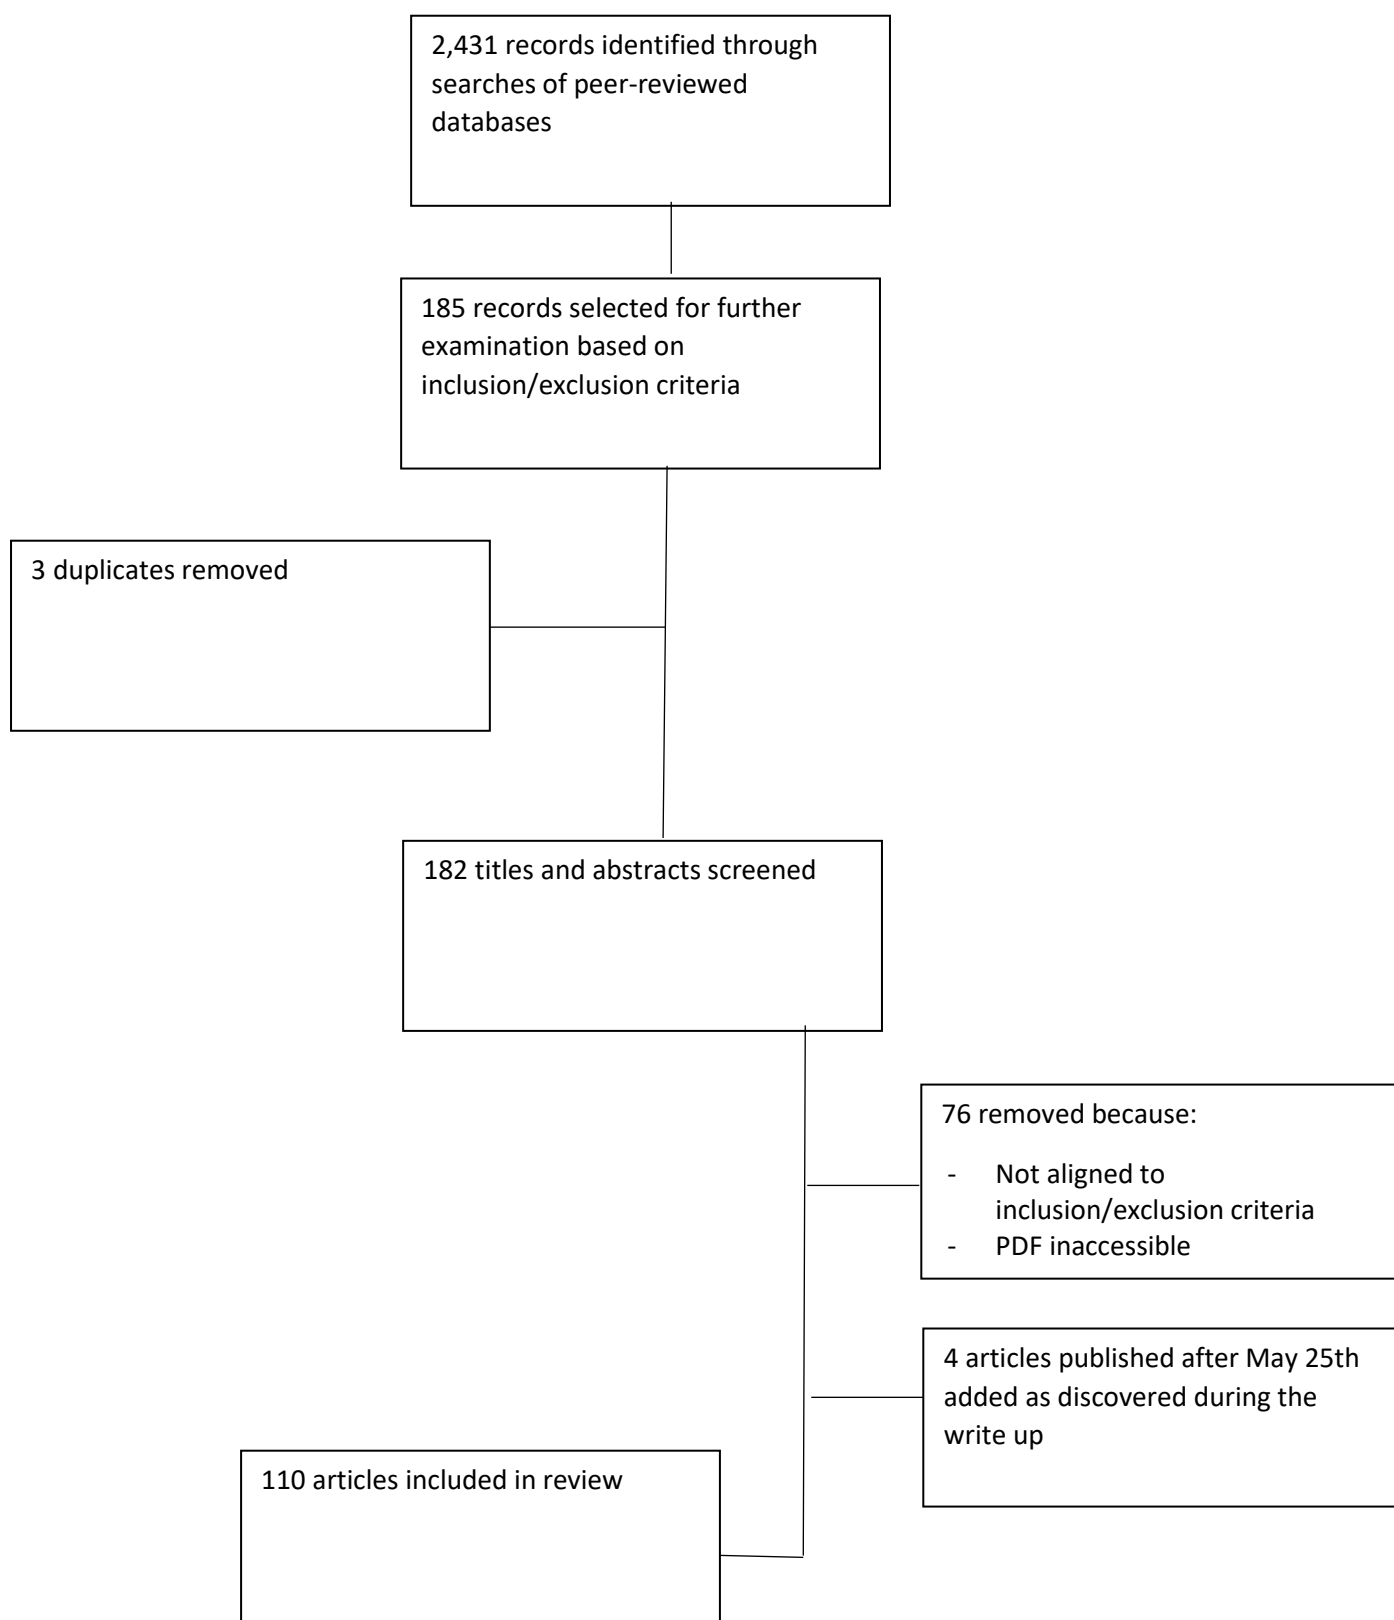 2,431 records identified through
searches of peer-reviewed
databases
185 records selected for further
examination based on
inclusion/exclusion criteria
3 duplicates removed
182 titles and abstracts screened
76 removed because:
- Not aligned to
inclusion/exclusion criteria
- PDF inaccessible
4 articles published after May 25th
added as discovered during the
write up
110 articles included in review